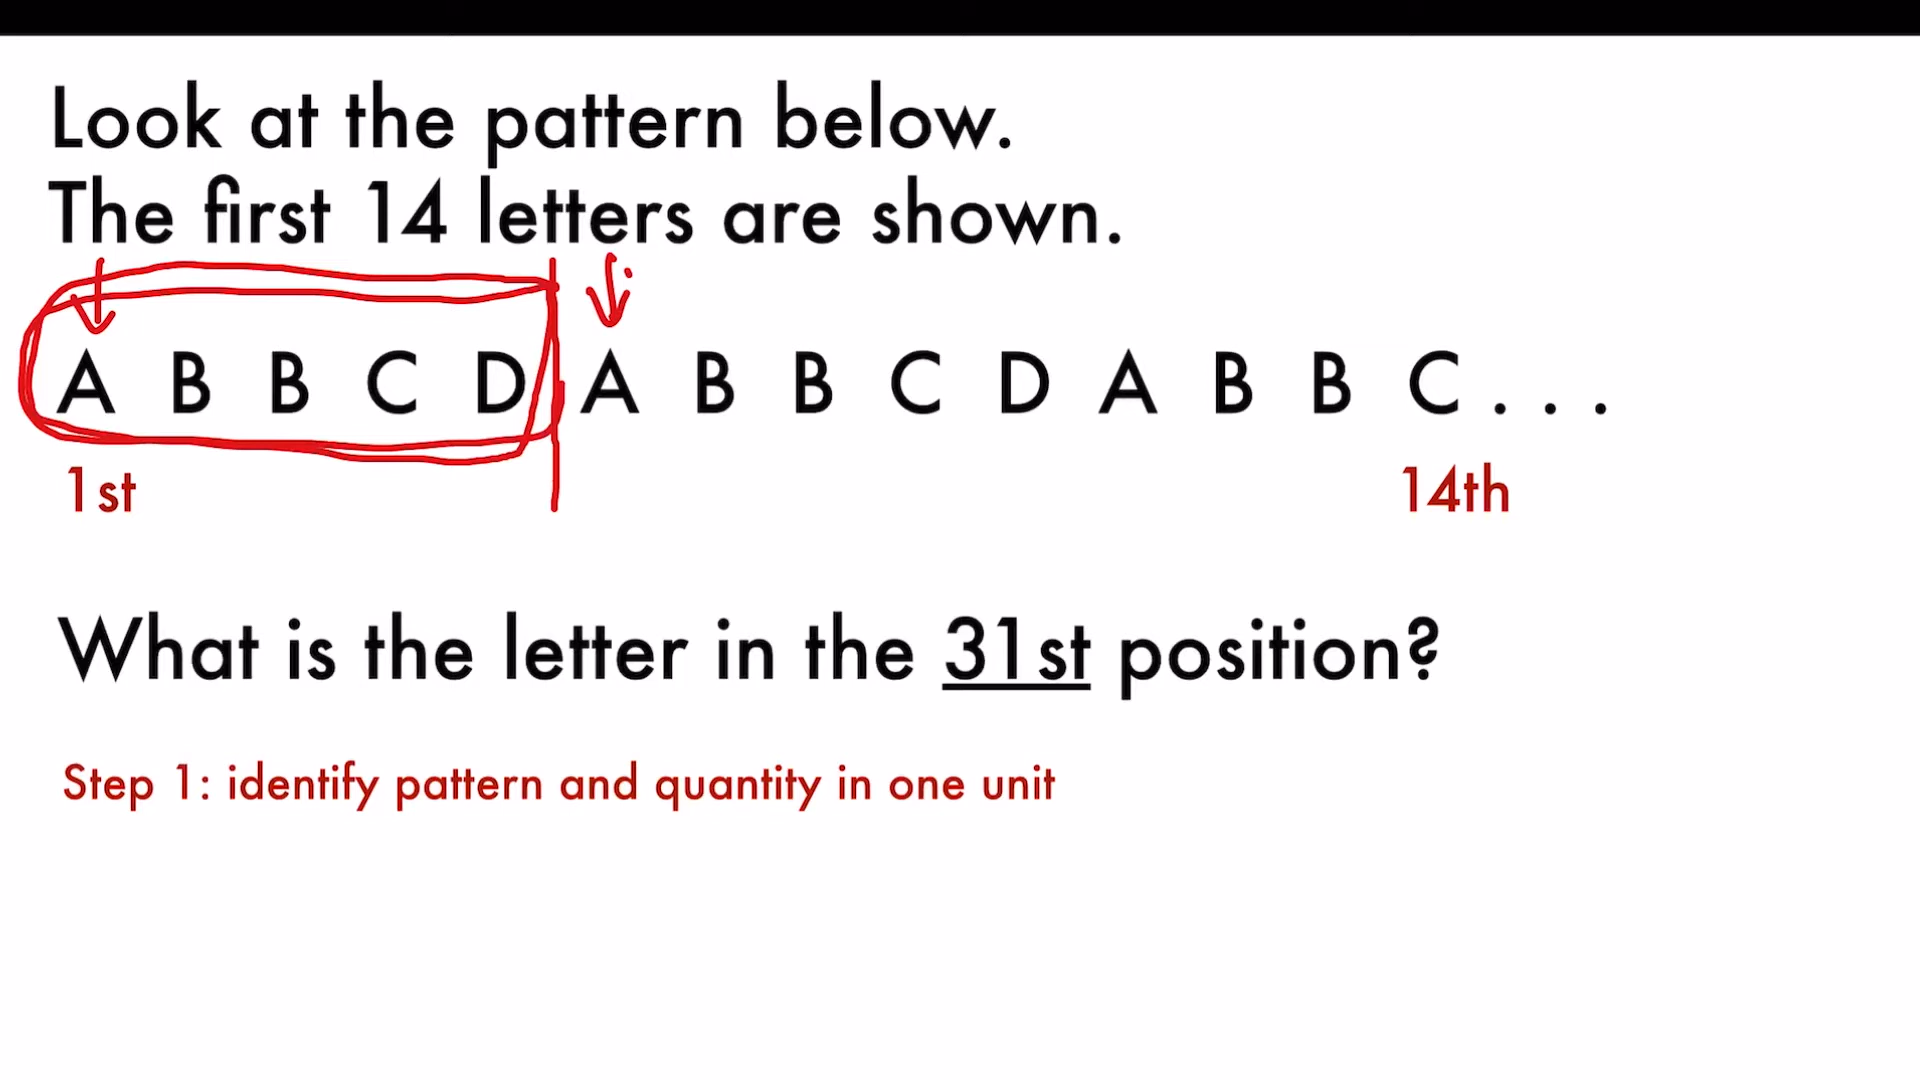 Look at the pattern below.
The first 14 letters are shown.
A B B C D A B B C D A B B C . . .
1st 14th
What is the letter in the 31st position?
Step 1: identify pattern and quantity in one unit